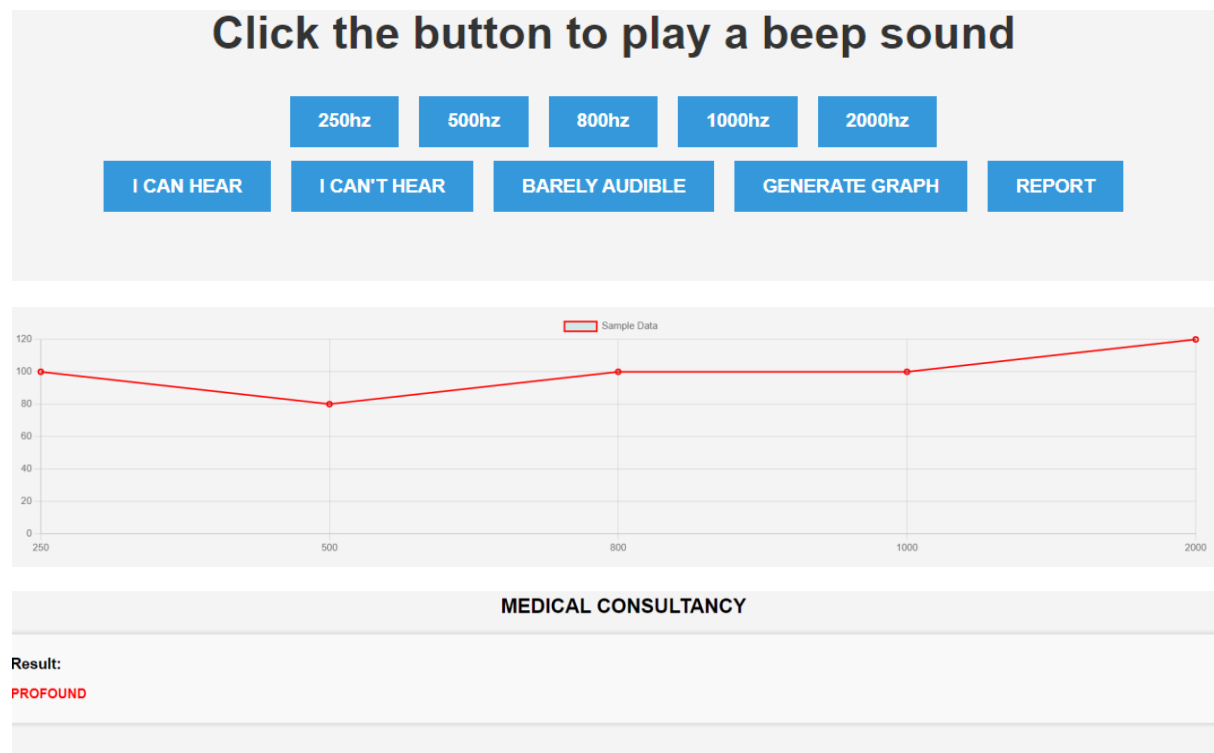 Click the button to play a beep sound
250hz 500hz 800hz 1000hz 2000hz
I CAN HEAR I CAN'T HEAR BARELY AUDIBLE GENERATE GRAPH REPORT
Sample Data
120
100
80
60
40
20
0
250 500 800 1000 2000
MEDICAL CONSULTANCY
Result:
PROFOUND